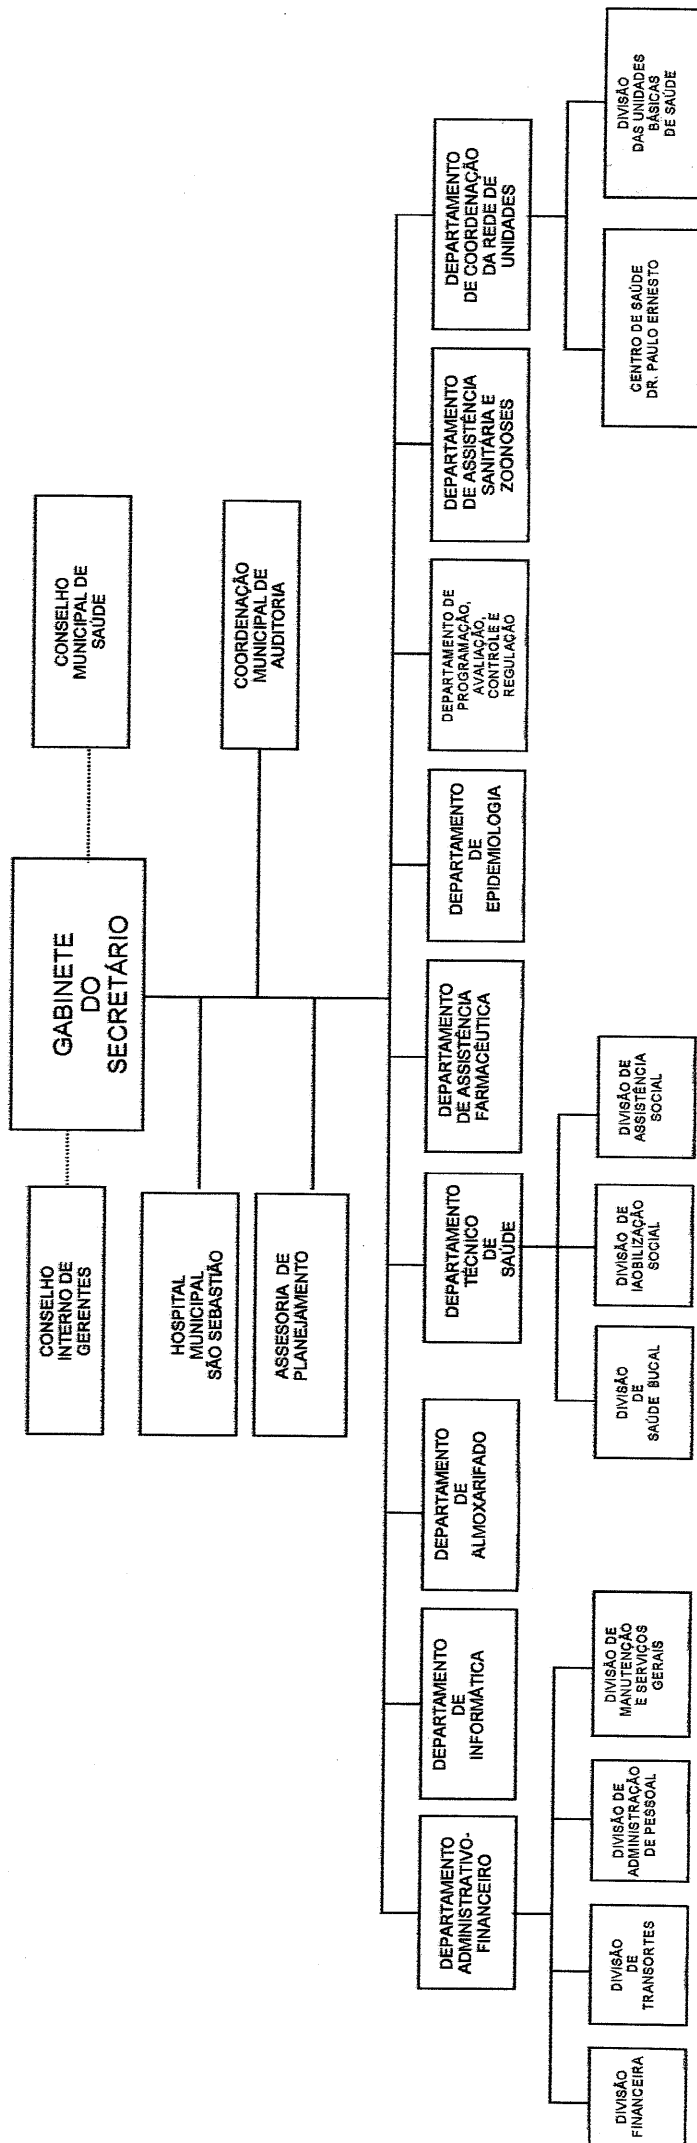 CONSELHO
INTERNO DE
GERENTES
GABINETE
DO
SECRETÁRIO
CONSELHO
MUNICIPAL DE
SAÚDE
HOSPITAL
MUNICIPAL
SÃO SEBASTIÃO
COORDENAÇÃO
MUNICIPAL DE
AUDITORIA
ASSESORIA DE
PLANEJAMENTO
DEPARTAMENTO
ADMINISTRATIVO-
FINANCEIRO
DEPARTAMENTO
DE
INFORMÁTICA
DEPARTAMENTO
DE
ALMOXARIFADO
DEPARTAMENTO
TÉCNICO
DE
SAÚDE
DEPARTAMENTO
DE ASSISTÊNCIA
FARMACÊUTICA
DEPARTAMENTO
DE
EPIDEMIOLOGIA
DEPARTAMENTO DE
PROGRAMAÇÃO,
AVALIAÇÃO,
CONTROLE E
REGULAÇÃO
DEPARTAMENTO
DE ASSISTÊNCIA
SANITÁRIA E
ZOONOSES
DEPARTAMENTO
DE COORDENAÇÃO
DA REDE DE
UNIDADES
DIVISÃO
FINANCEIRA
DIVISÃO
DE
TRANSORTES
DIVISÃO DE
ADMINISTRAÇÃO
DE PESSOAL
DIVISÃO DE
MANUTENÇÃO
E SERVIÇOS
GERAIS
DIVISÃO
DE
SAÚDE BUCAL
DIVISÃO DE
IAOBILIZAÇÃO
SOCIAL
DIVISÃO DE
ASSISTÊNCIA
SOCIAL
CENTRO DE SAÚDE
DR. PAULO ERNESTO
DIVISÃO
DAS UNIDADES
BÁSICAS
DE SAÚDE